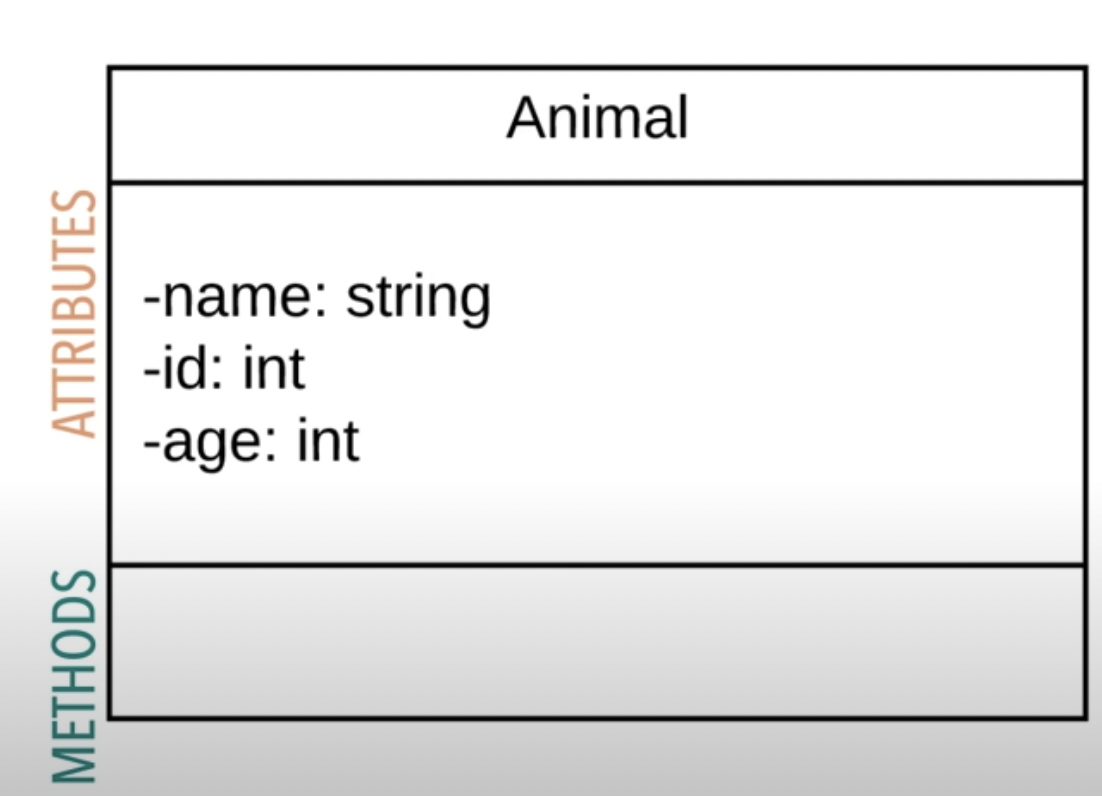 Animal
ATTRIBUTES
-name: string
-id: int
-age: int
METHODS